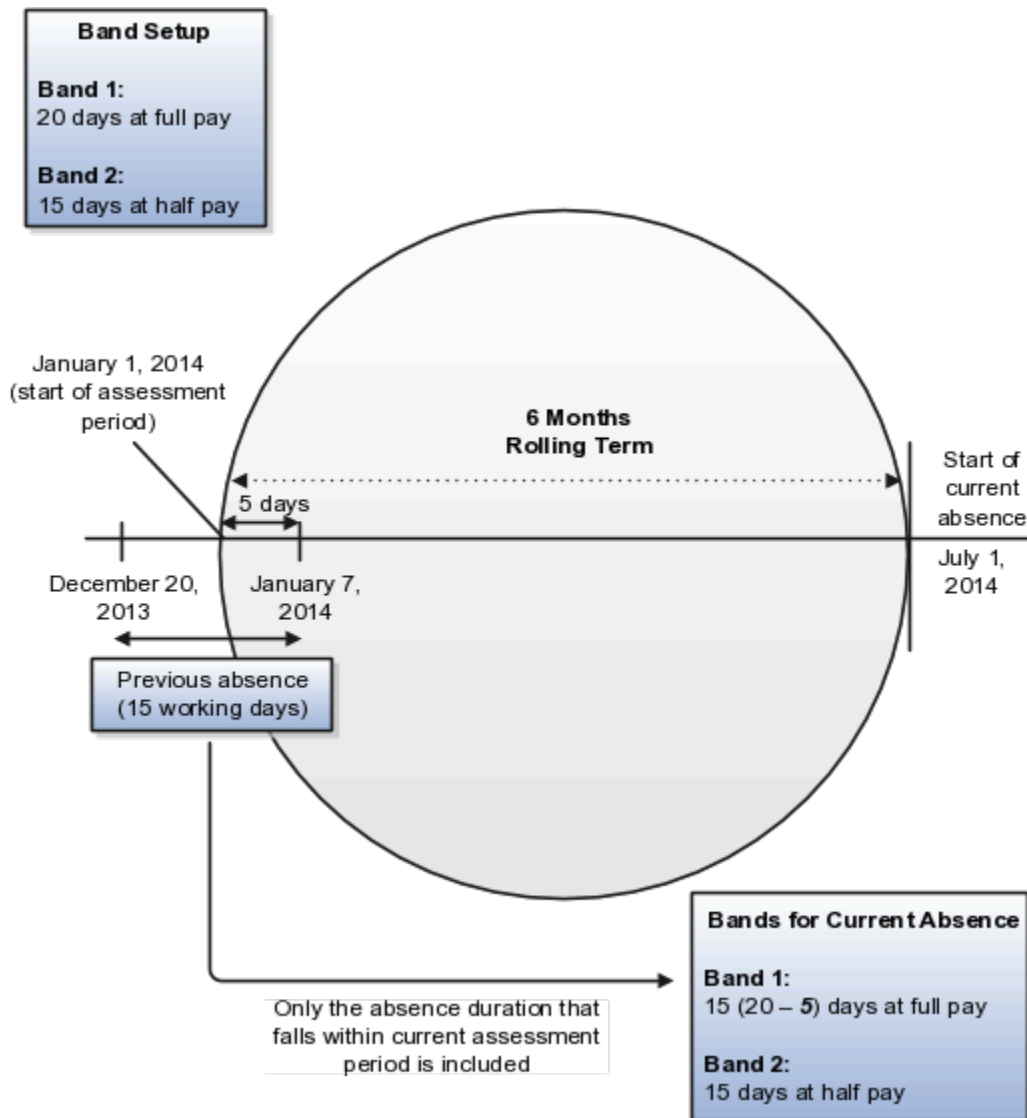 Band Setup
Band 1:
20 days at full pay
Band 2:
15 days at half pay
January 1, 2014
(start of assessment
period)
6 Months
Rolling Term
5 days
Start of
current
absence
December 20,
2013
January 7,
2014
July 1,
2014
Previous absence
(15 working days)
Only the absence duration that
falls within current assessment
period is included
Bands for Current Absence
Band 1:
15 (20 – 5) days at full pay
Band 2:
15 days at half pay